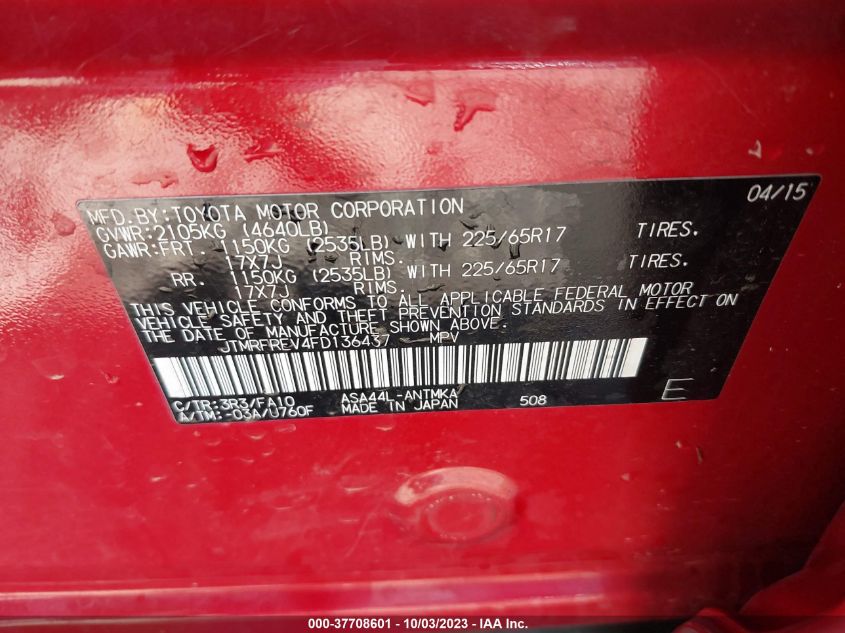 MFD.BY:TOYOTA MOTOR CORPORATION 04/15
GVWR:2105KG (4640LB)
GAWR:FRT. 1150KG (2535LB) WITH 225/65R17 TIRES.
17X7J RIMS.
RR. 1150KG (2535LB) WITH 225/65R17 TIRES.
17X7J RIMS.
THIS VEHICLE CONFORMS TO ALL APPLICABLE FEDERAL MOTOR
VEHICLE SAFETY AND THEFT PREVENTION STANDARDS IN EFFECT ON
THE DATE OF MANUFACTURE SHOWN ABOVE.
JTMRFREV4FD136437 MPV
C/TR:3R3/FA10 ASA44L-ANTMKA 508 E
A/TM:-03A/U760F MADE IN JAPAN
000-37708601 - 10/03/2023 - IAA Inc.